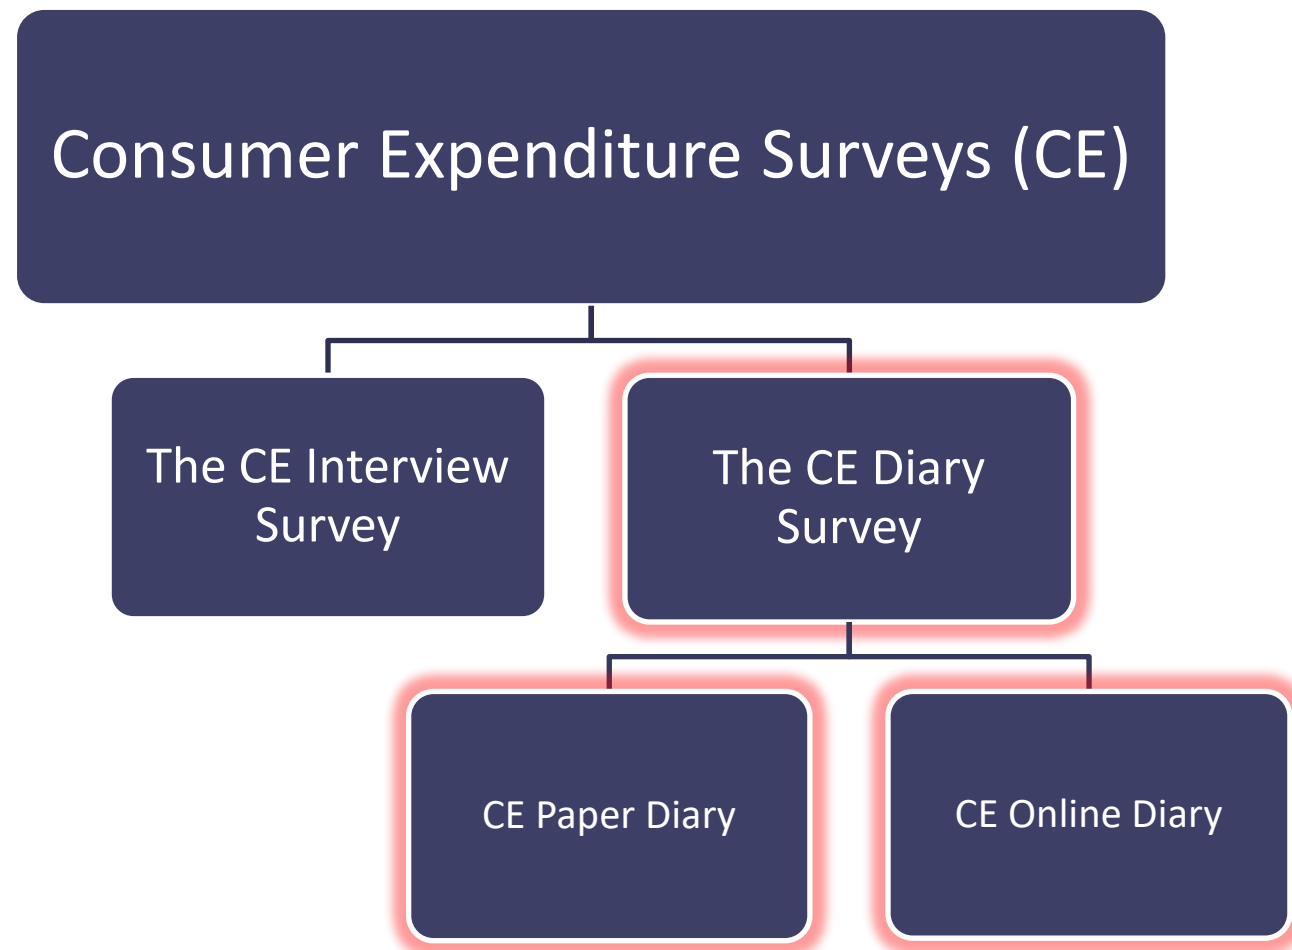 Consumer Expenditure Surveys (CE)
The CE Interview
Survey
The CE Diary
Survey
CE Paper Diary
CE Online Diary